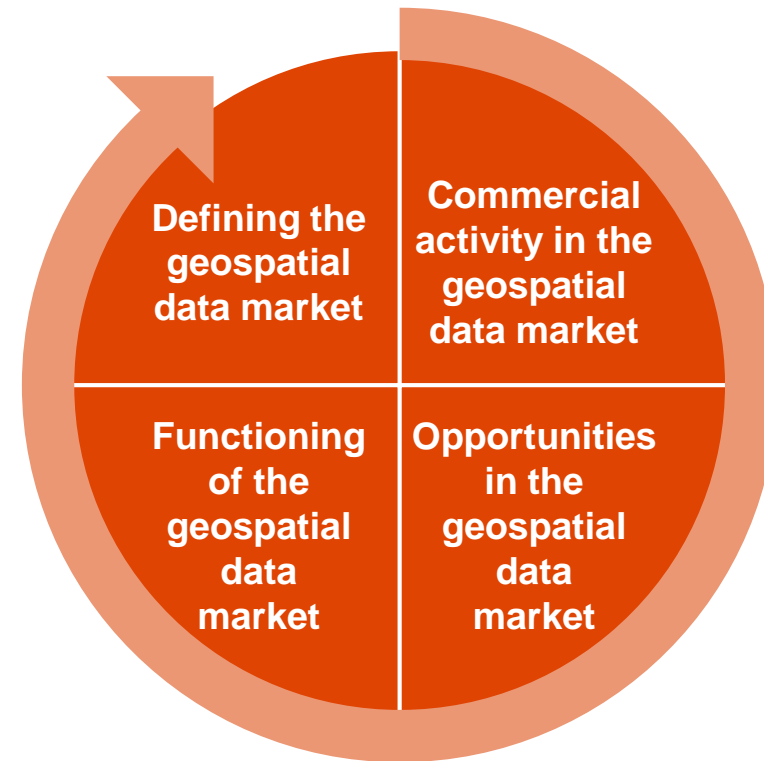 Defining the
geospatial
data market
Commercial
activity in the
geospatial
data market
Functioning
of the
geospatial
data
market
Opportunities
in the
geospatial
data
market